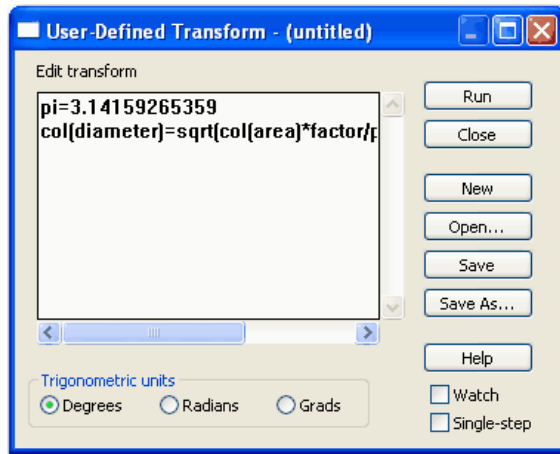 User-Defined Transform - (untitled)
Edit transform
pi=3.14159265359
col(diameter)=sqrt(col(area)*factor/p
Run
Close
New
Open...
Save
Save As...
Help
Trigonometric units
Degrees Radians Grads
Watch
Single-step